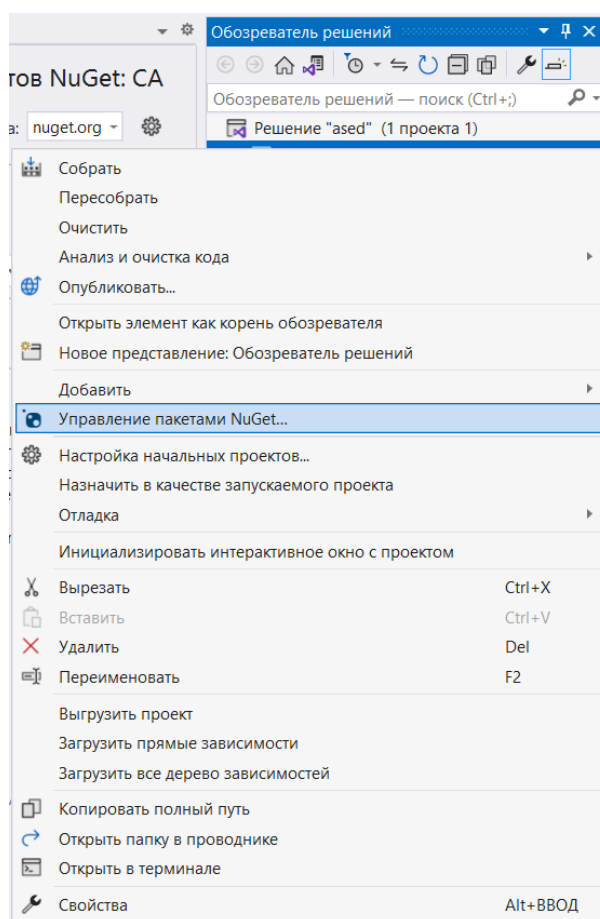 Обозреватель решений
тов NuGet: CA
Обозреватель решений — поиск (Ctrl+;)
а: nuget.org
Решение "ased" (1 проекта 1)
Собрать
Пересобрать
Очистить
Анализ и очистка кода
Опубликовать...
Открыть элемент как корень обозревателя
Новое представление: Обозреватель решений
Добавить
Управление пакетами NuGet...
Настройка начальных проектов...
Назначить в качестве запускаемого проекта
Отладка
Инициализировать интерактивное окно с проектом
Вырезать Ctrl+X
Вставить Ctrl+V
Удалить Del
Переименовать F2
Выгрузить проект
Загрузить прямые зависимости
Загрузить все дерево зависимостей
Копировать полный путь
Открыть папку в проводнике
Открыть в терминале
Свойства Alt+ВВОД